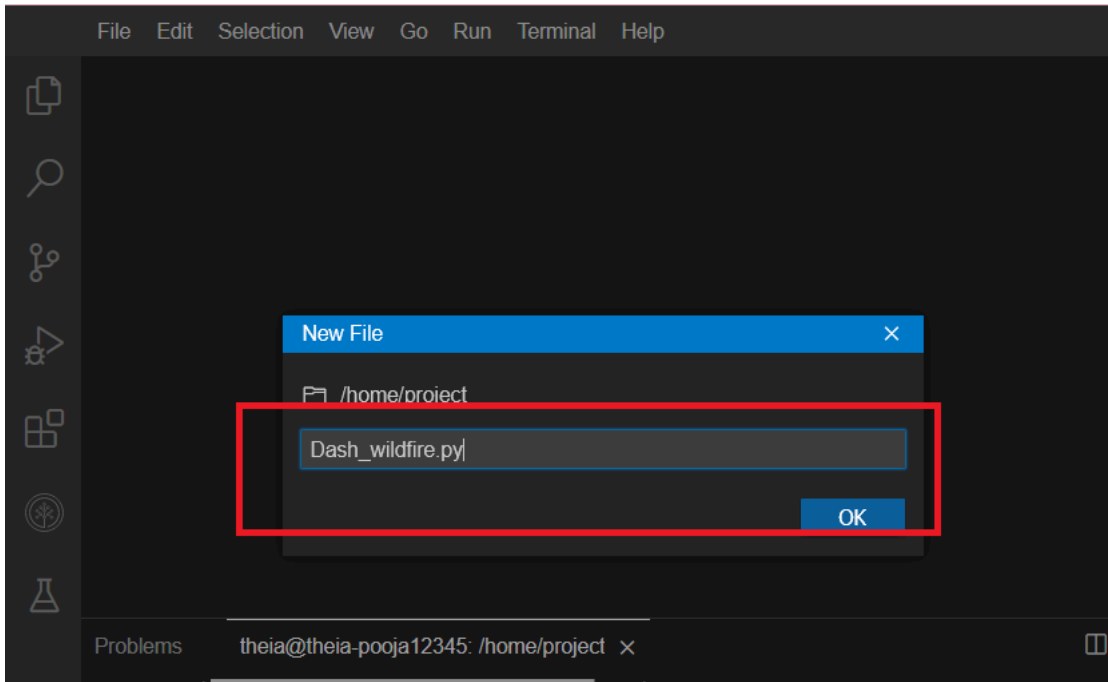 File Edit Selection View Go Run Terminal Help
New File
/home/project
Dash_wildfire.py
OK
Problems theia@theia-pooja12345: /home/project